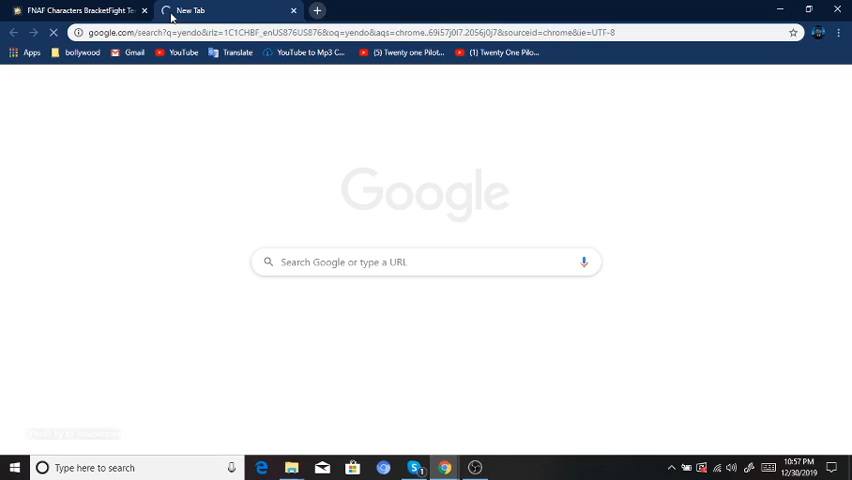 FNAF Characters BracketFight Te
New Tab
google.com/search?q=yendo&rlz=1C1CHBF_enUS876US876&oq=yendo&aqs=chrome..69i57j0l7.2056j0j7&sourceid=chrome&ie=UTF-8
Apps bollywood Gmail YouTube Translate YouTube to Mp3 C... (5) Twenty one Pilot... (1) Twenty One Pilo...
Google
Search Google or type a URL
Type here to search
1
10:57 PM
12/30/2019